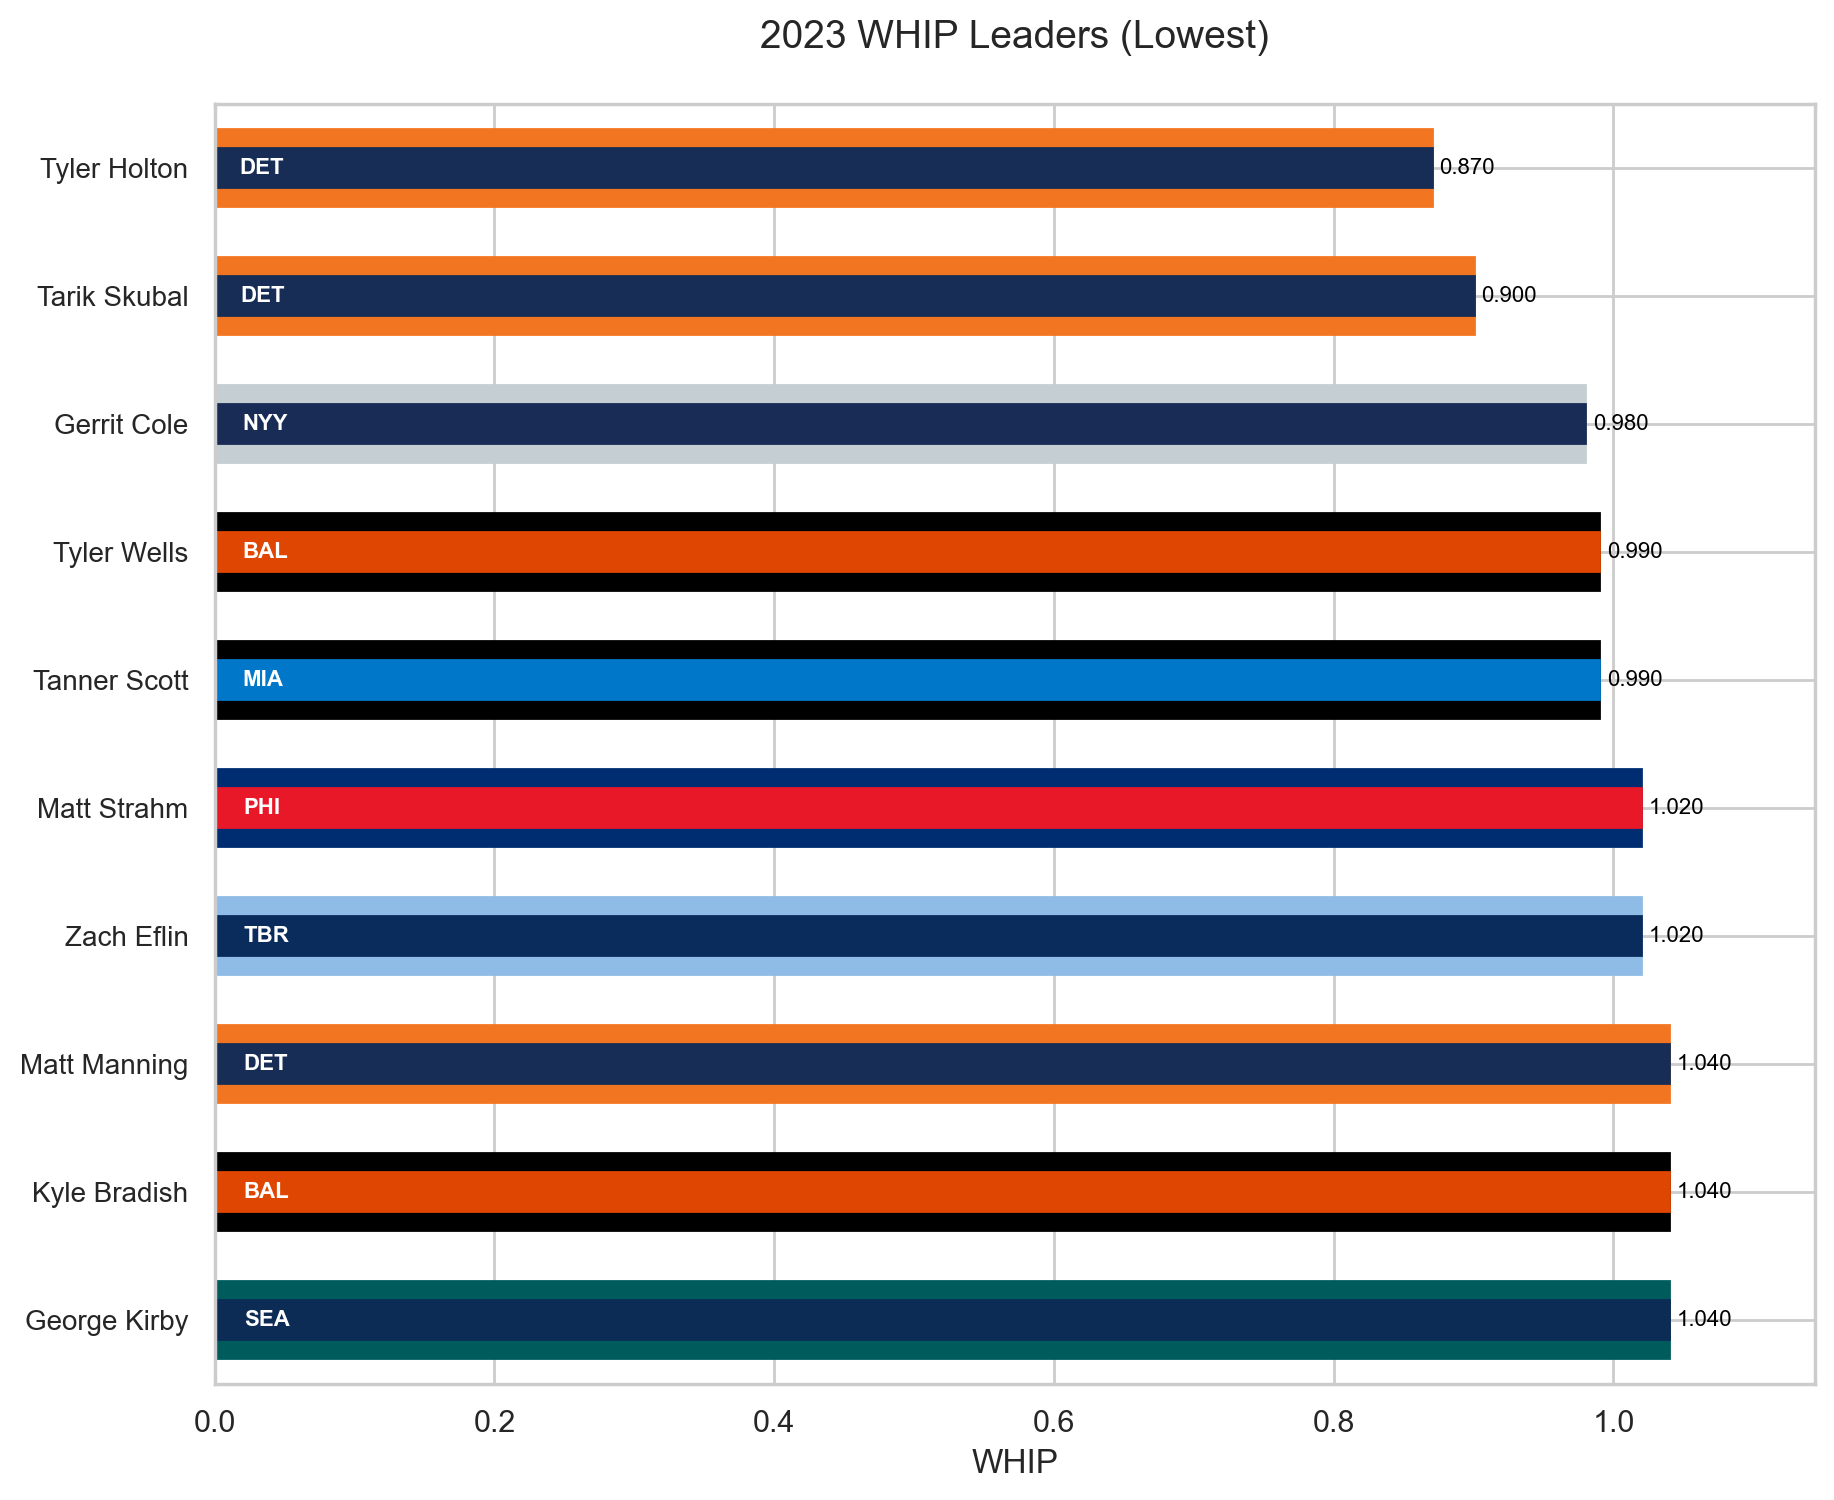 2023 WHIP Leaders (Lowest)
Tyler Holton DET 0.870
Tarik Skubal DET 0.900
Gerrit Cole NYY 0.980
Tyler Wells BAL 0.990
Tanner Scott MIA 0.990
Matt Strahm PHI 1.020
Zach Eflin TBR 1.020
Matt Manning DET 1.040
Kyle Bradish BAL 1.040
George Kirby SEA 1.040
0.0 0.2 0.4 0.6 0.8 1.0
WHIP